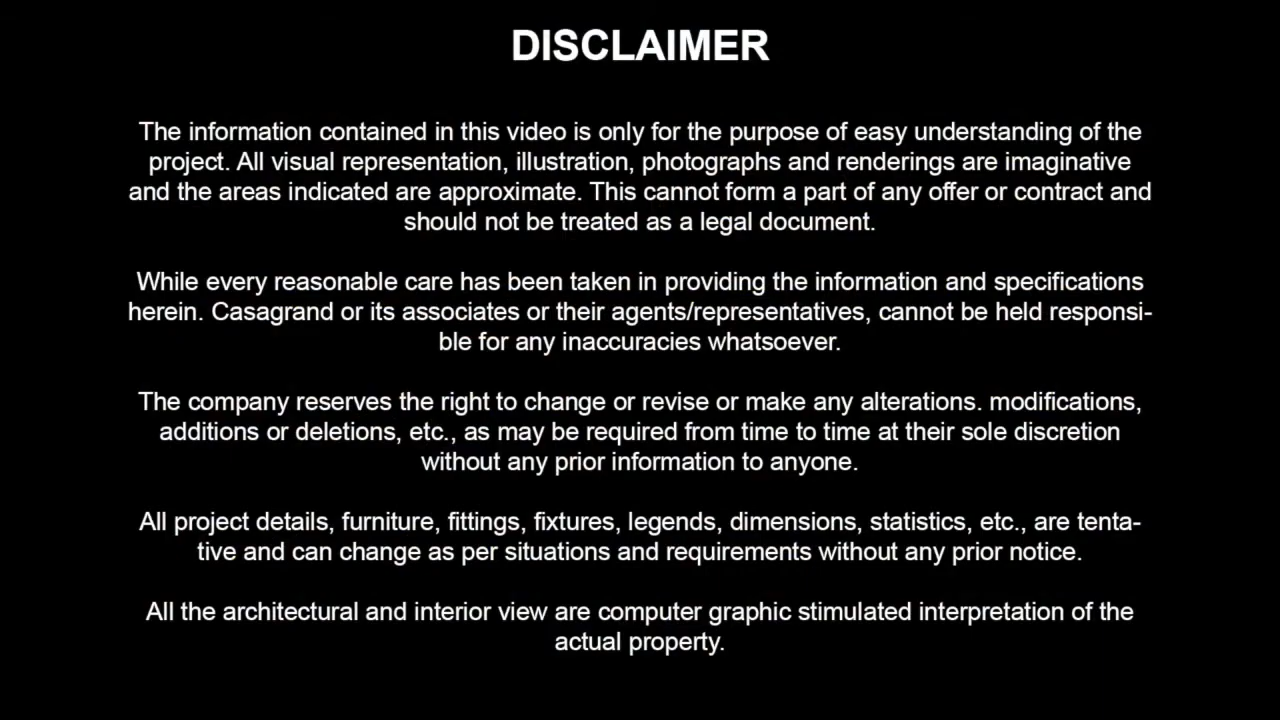 DISCLAIMER
The information contained in this video is only for the purpose of easy understanding of the
project. All visual representation, illustration, photographs and renderings are imaginative
and the areas indicated are approximate. This cannot form a part of any offer or contract and
should not be treated as a legal document.
While every reasonable care has been taken in providing the information and specifications
herein. Casagrand or its associates or their agents/representatives, cannot be held responsi-
ble for any inaccuracies whatsoever.
The company reserves the right to change or revise or make any alterations. modifications,
additions or deletions, etc., as may be required from time to time at their sole discretion
without any prior information to anyone.
All project details, furniture, fittings, fixtures, legends, dimensions, statistics, etc., are tenta-
tive and can change as per situations and requirements without any prior notice.
All the architectural and interior view are computer graphic stimulated interpretation of the
actual property.